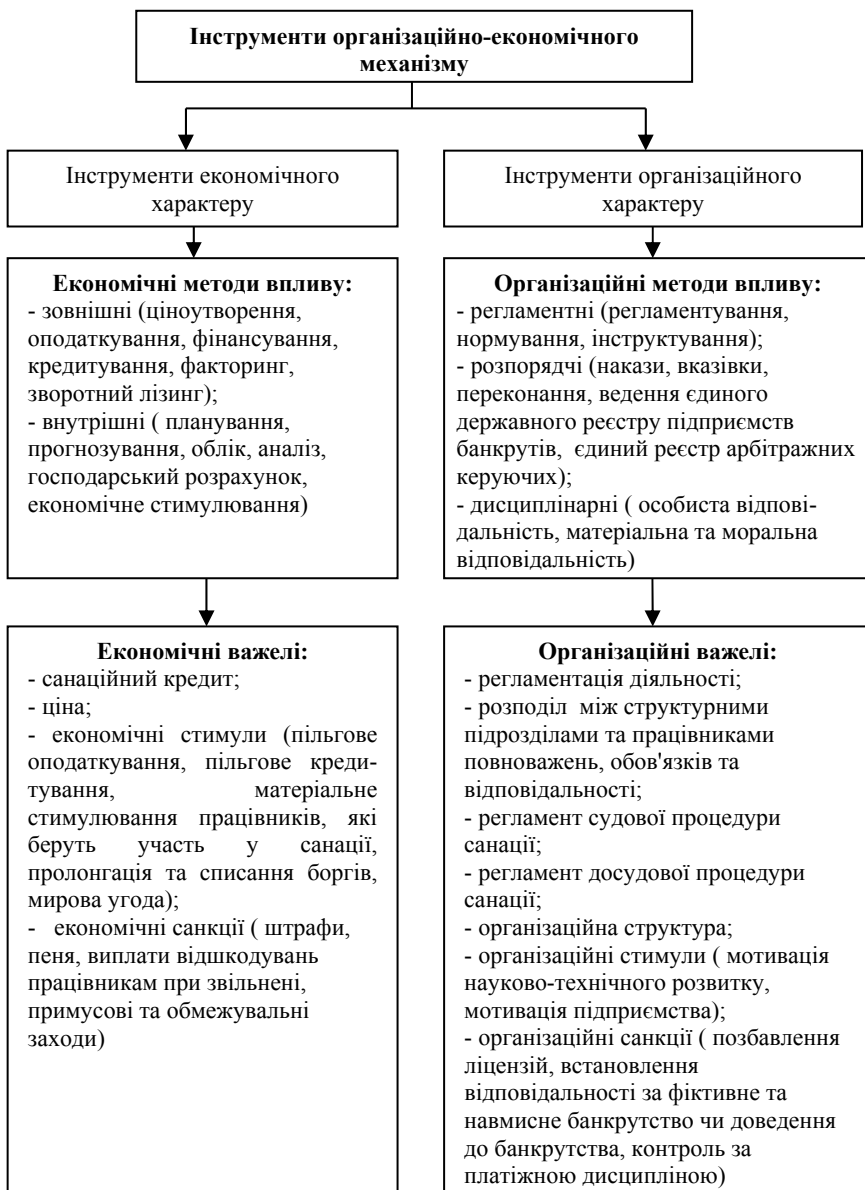 Інструменти організаційно-економічного
механізму
Інструменти економічного
характеру
Інструменти організаційного
характеру
Економічні методи впливу:
- зовнішні (ціноутворення,
оподаткування, фінансування,
кредитування, факторинг,
зворотний лізинг);
- внутрішні ( планування,
прогнозування, облік, аналіз,
господарський розрахунок,
економічне стимулювання)
Організаційні методи впливу:
- регламентні (регламентування,
нормування, інструктування);
- розпорядчі (накази, вказівки,
переконання, ведення єдиного
державного реєстру підприємств
банкрутів, єдиний реєстр арбітражних
керуючих);
- дисциплінарні ( особиста відпові-
дальність, матеріальна та моральна
відповідальність)
Економічні важелі:
- санаційний кредит;
- ціна;
- економічні стимули (пільгове
оподаткування, пільгове креди-
тування, матеріальне
стимулювання працівників, які
беруть участь у санації,
пролонгація та списання боргів,
мирова угода);
- економічні санкції ( штрафи,
пеня, виплати відшкодувань
працівникам при звільнені,
примусові та обмежувальні
заходи)
Організаційні важелі:
- регламентація діяльності;
- розподіл між структурними
підрозділами та працівниками
повноважень, обов'язків та
відповідальності;
- регламент судової процедури
санації;
- регламент досудової процедури
санації;
- організаційна структура;
- організаційні стимули ( мотивація
науково-технічного розвитку,
мотивація підприємства);
- організаційні санкції ( позбавлення
ліцензій, встановлення
відповідальності за фіктивне та
навмисне банкрутство чи доведення
до банкрутства, контроль за
платіжною дисципліною)